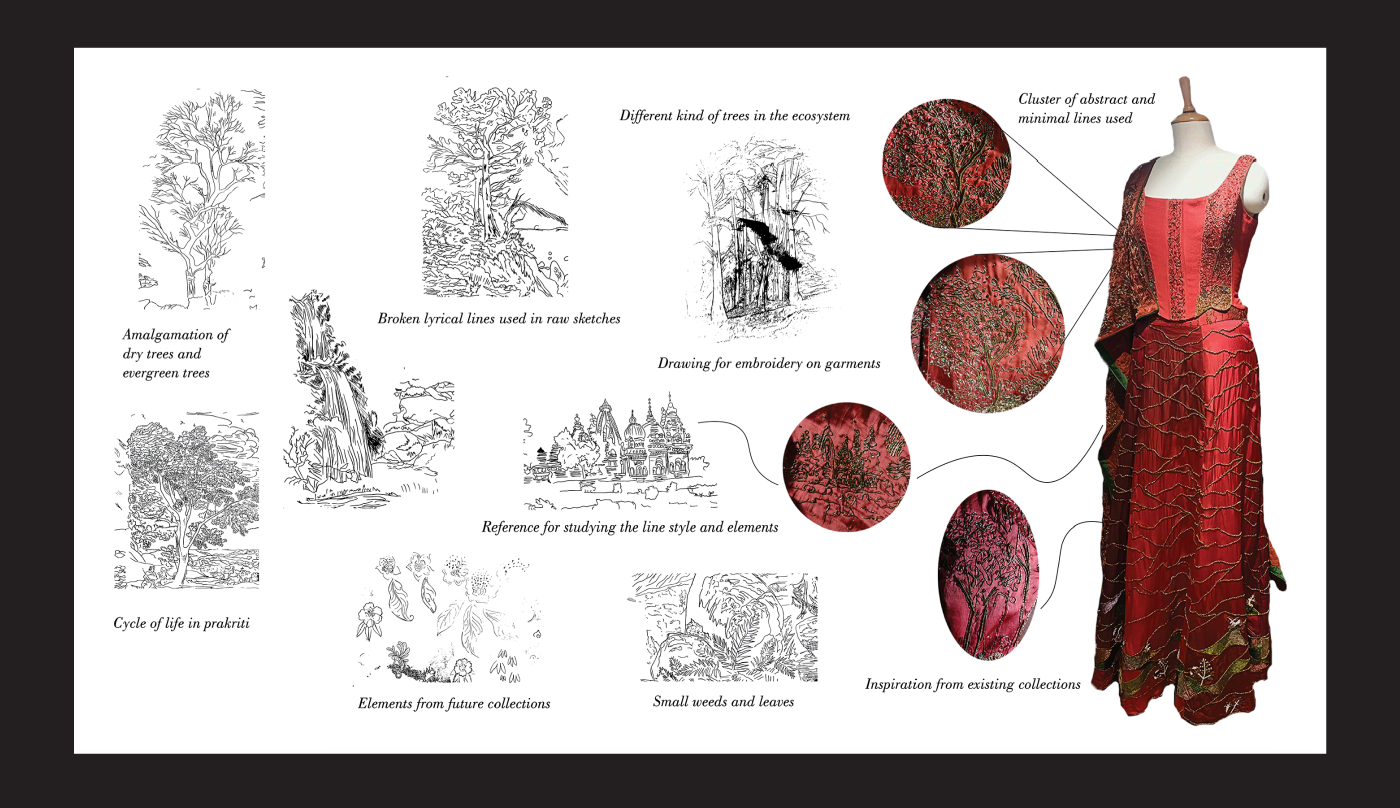 Different kind of trees in the ecosystem
Cluster of abstract and
minimal lines used
Broken lyrical lines used in raw sketches
Amalgamation of
dry trees and
evergreen trees
Drawing for embroidery on garments
Reference for studying the line style and elements
Cycle of life in prakriti
Elements from future collections
Small weeds and leaves
Inspiration from existing collections